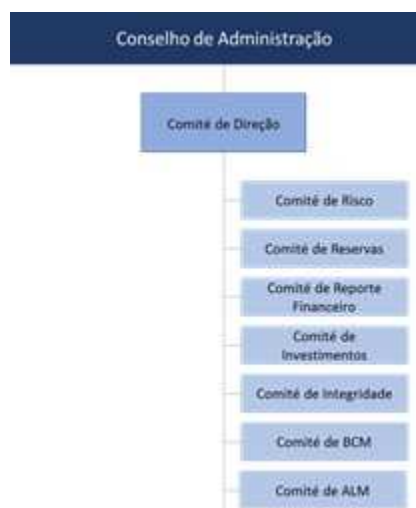 Conselho de Administração
Comité de Direção
Comité de Risco
Comité de Reservas
Comité de Reporte
Financeiro
Comité de
Investimentos
Comité de Integridade
Comité de BCM
Comité de ALM